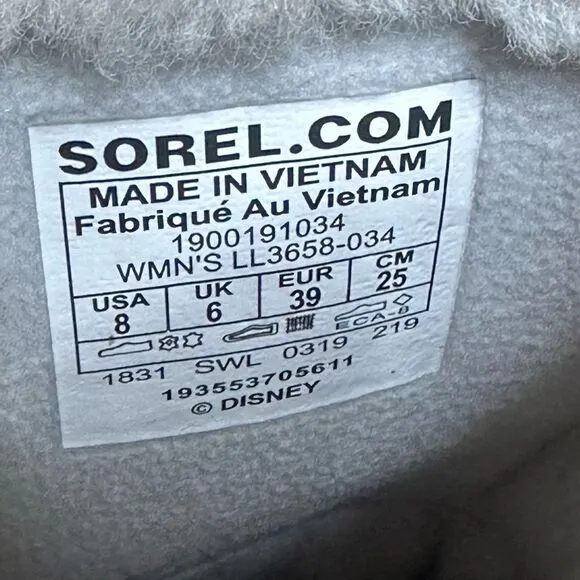 SOREL.COM
MADE IN VIETNAM
Fabriqué Au Vietnam
1900191034
WMN'S LL3658-034
USA UK EUR CM
8 6 39 25
ECA-8
1831 SWL 0319 219
193553705611
© DISNEY